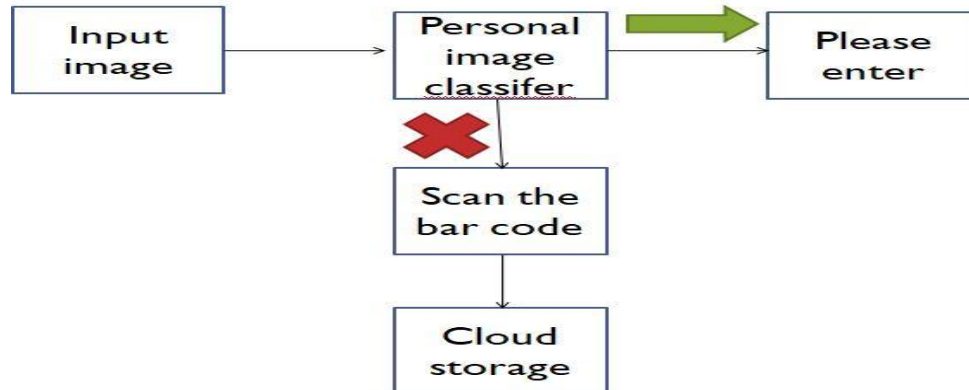 Input
image
Personal
image
classifer
Please
enter
Scan the
bar code
Cloud
storage